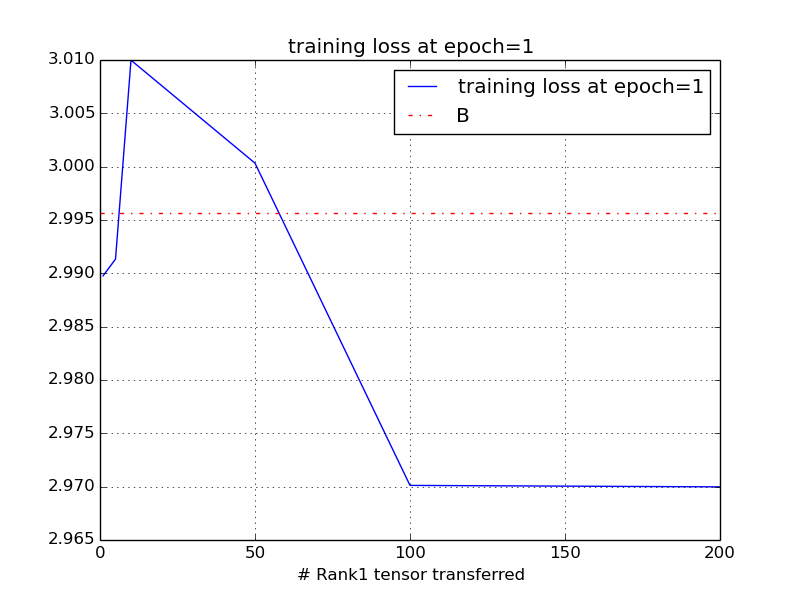 training loss at epoch=1
3.010
3.005
3.000
2.995
2.990
2.985
2.980
2.975
2.970
2.965
training loss at epoch=1
B
0 50 100 150 200
# Rank1 tensor transferred